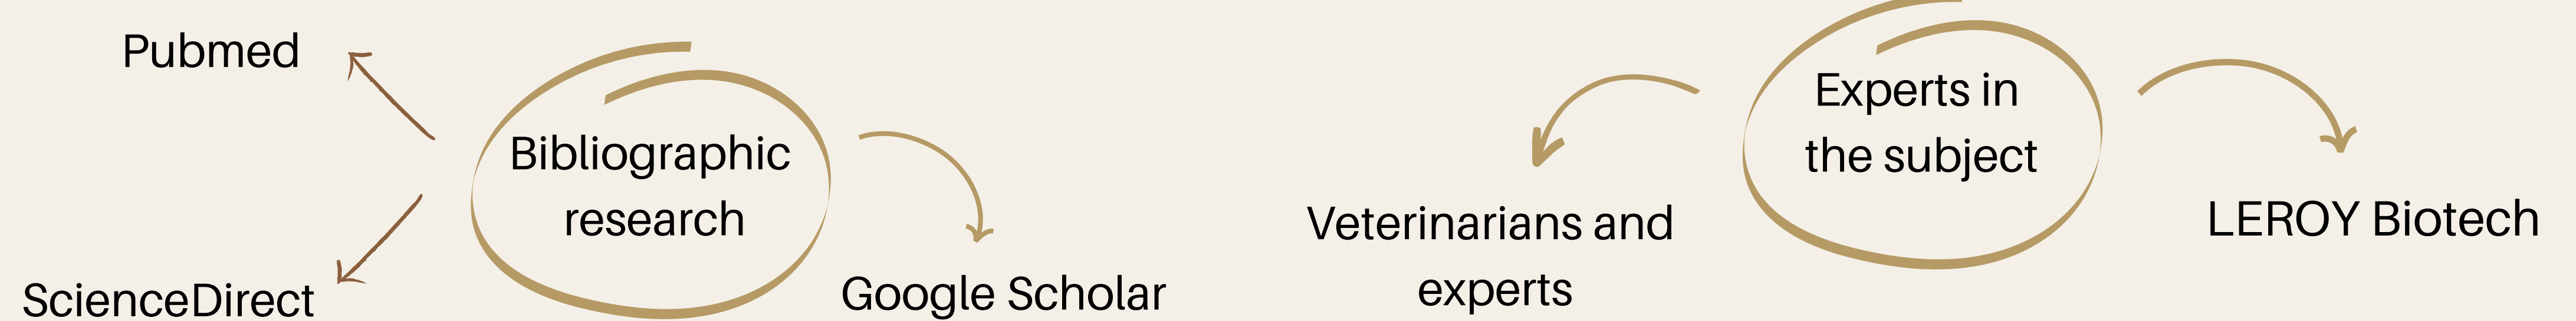 Pubmed
Bibliographic
research
ScienceDirect
Google Scholar
Experts in
the subject
Veterinarians and
experts
LEROY Biotech